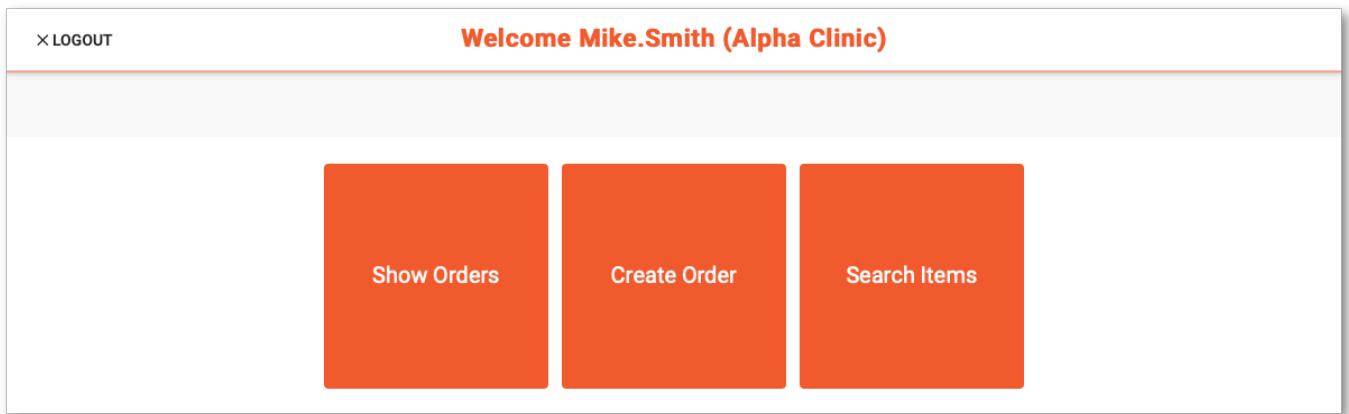 × LOGOUT
Welcome Mike.Smith (Alpha Clinic)
Show Orders
Create Order
Search Items